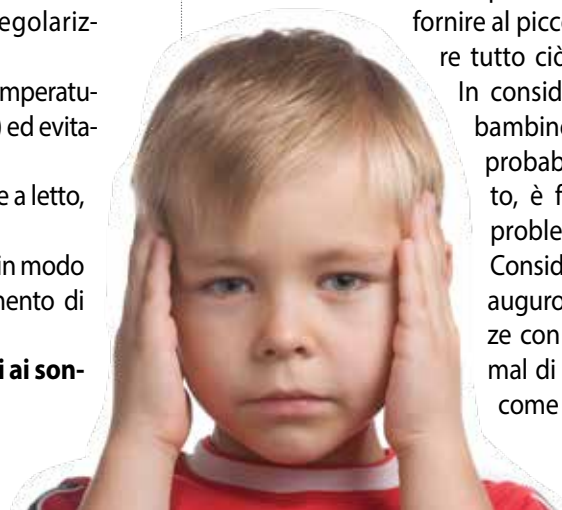 egolariz-
mperatu-
) ed evita-
e a letto,
in modo
mento di
i ai son-
fornire al picco
re tutto ciò
In consid
bambino
probab
to, è f
proble
Consid
auguro
ze con
mal di
come